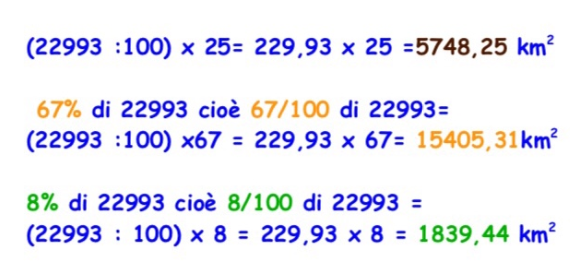 (22993 :100) x 25= 229,93 x 25 =5748,25 km²
67% di 22993 cioè 67/100 di 22993=
(22993 :100) x67 = 229,93 x 67= 15405,31km²
8% di 22993 cioè 8/100 di 22993 =
(22993 : 100) x 8 = 229,93 x 8 = 1839,44 km²